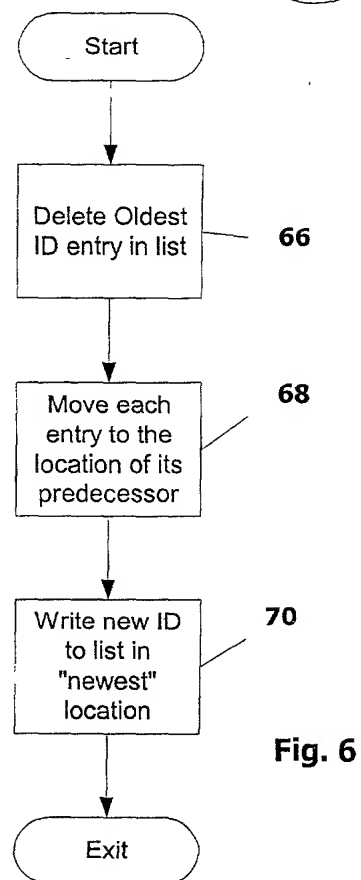 Start
Delete Oldest
ID entry in list
66
Move each
entry to the
location of its
predecessor
68
Write new ID
to list in
"newest"
location
70
Fig. 6
Exit